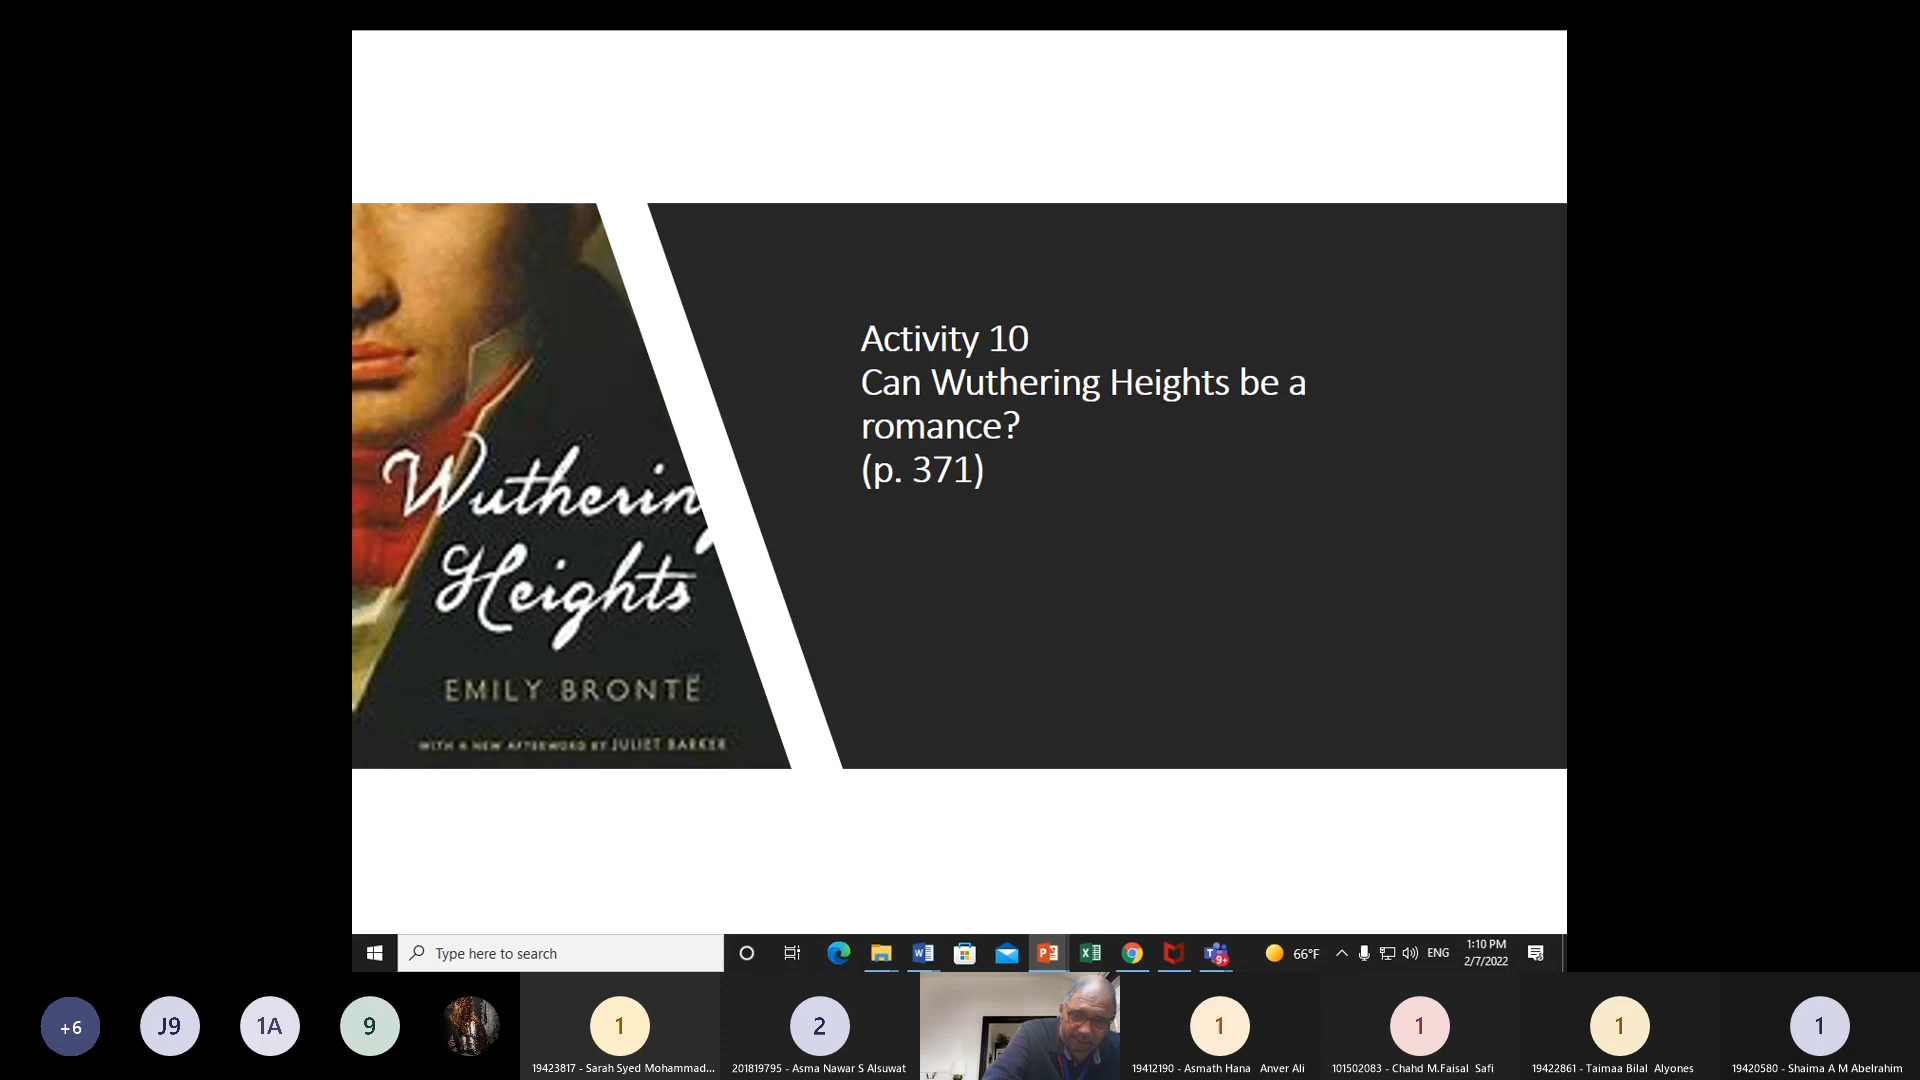 Wuthering
Heights
EMILY BRONTË
WITH A NEW AFTERWORD BY JULIET BARKER
Activity 10
Can Wuthering Heights be a
romance?
(p. 371)
Type here to search
9+
66°F
ENG
1:10 PM
2/7/2022
+6
J9
1A
9
1
2
1
1
1
1
19423817 - Sarah Syed Mohammad...
201819795 - Asma Nawar S Alsuwat
19412190 - Asmath Hana Anver Ali
101502083 - Chahd M.Faisal Safi
19422861 - Taimaa Bilal Alyones
19420580 - Shaima A M Abelrahim